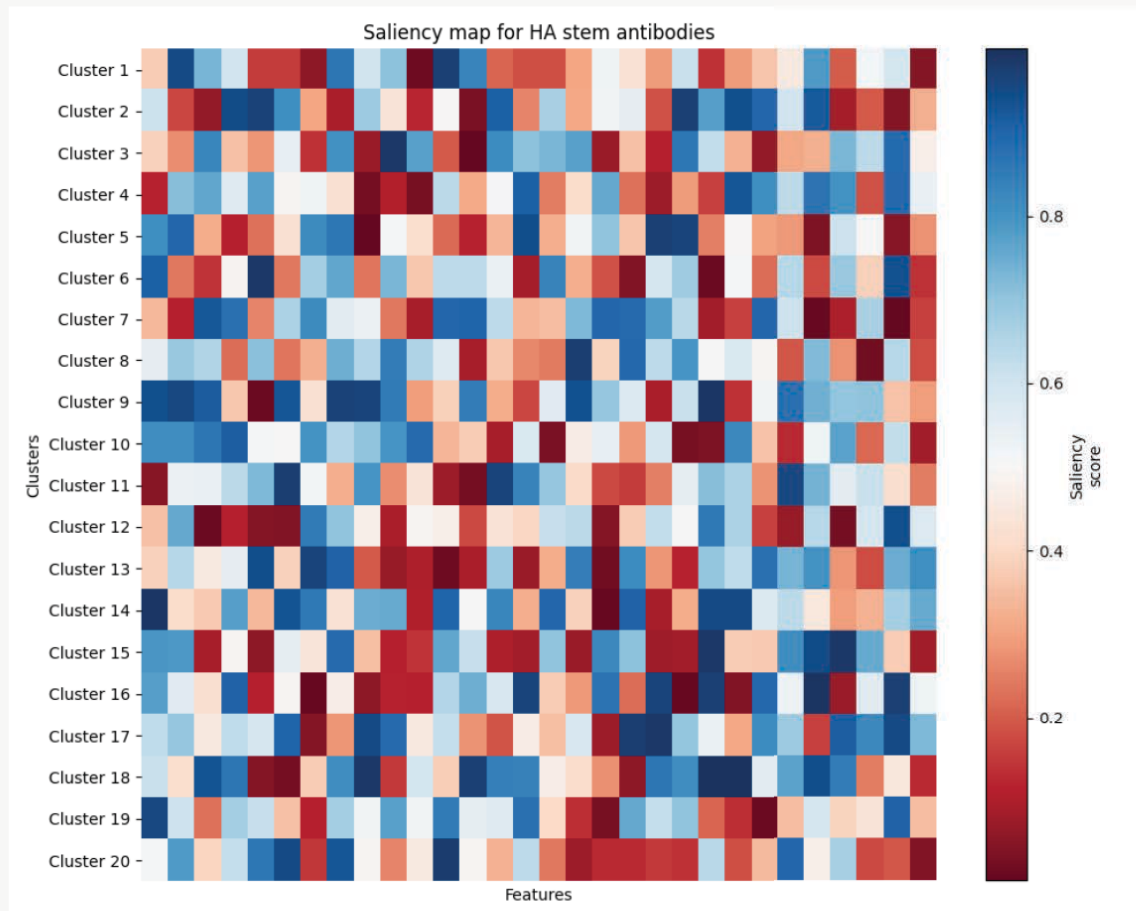 Saliency map for HA stem antibodies
Cluster 1
Cluster 2
Cluster 3
Cluster 4
Cluster 5
Cluster 6
Cluster 7
Cluster 8
Cluster 9
Cluster 10
Cluster 11
Cluster 12
Cluster 13
Cluster 14
Cluster 15
Cluster 16
Cluster 17
Cluster 18
Cluster 19
Cluster 20
Clusters
Features
0.8
0.6
0.4
0.2
Saliency
score